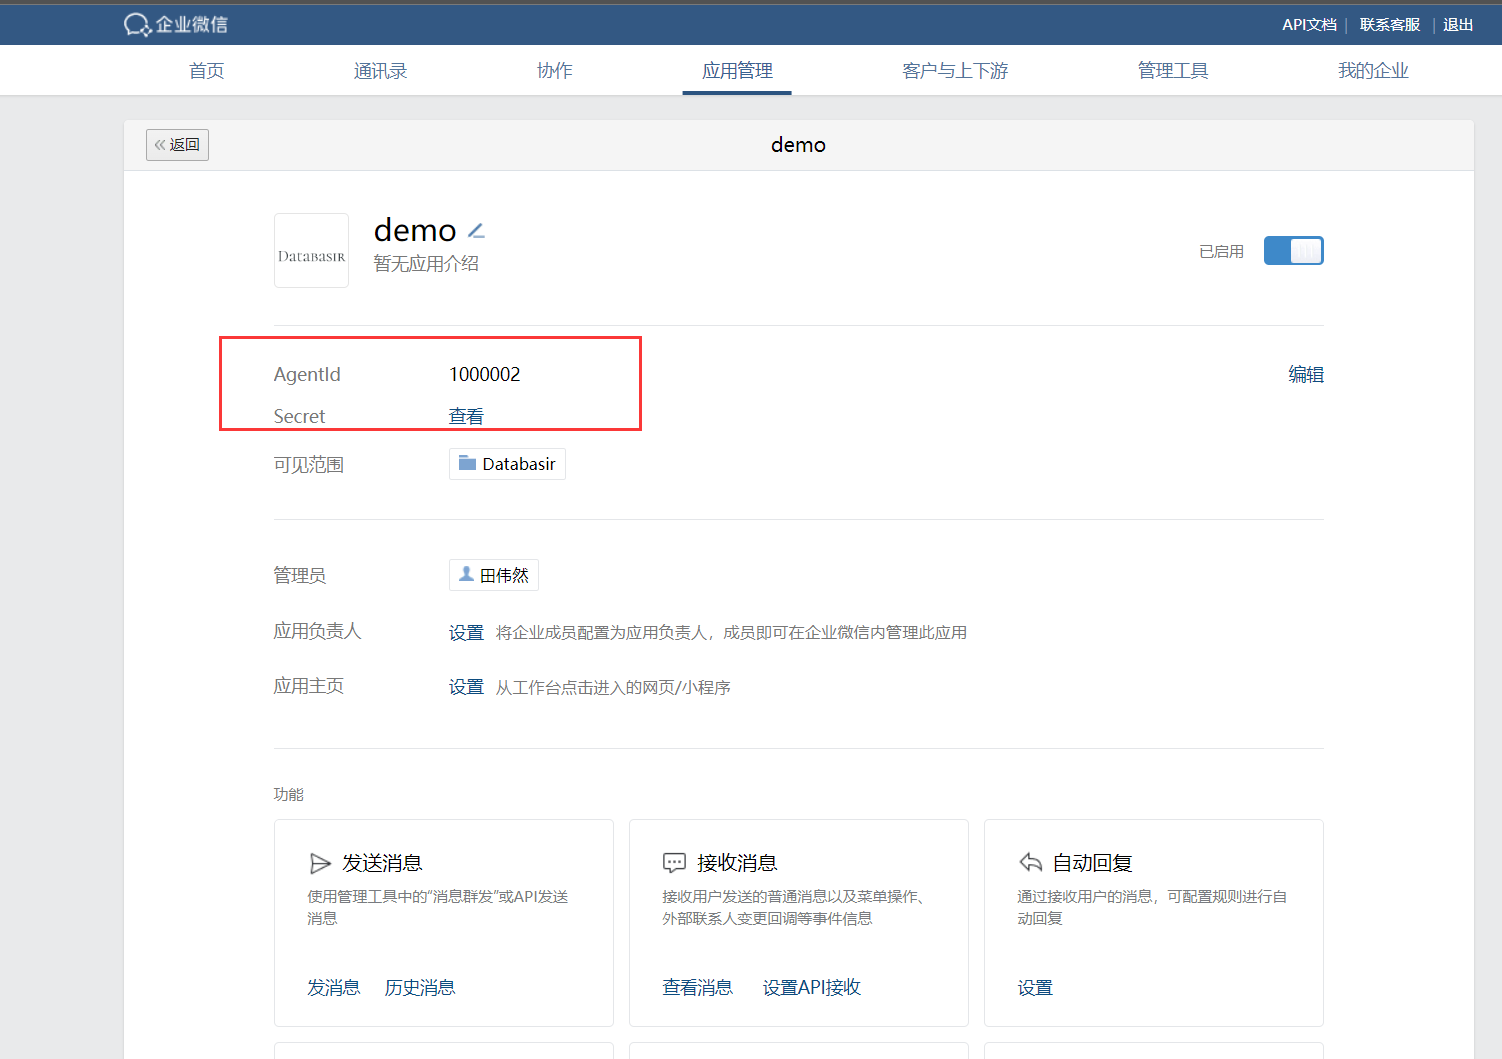 企业微信
API文档 | 联系客服 | 退出
首页 通讯录 协作 应用管理 客户与上下游 管理工具 我的企业
« 返回 demo
demo
暂无应用介绍
DATABASIR
已启用
AgentId 1000002 编辑
Secret 查看
可见范围 Databasir
管理员 田伟然
应用负责人 设置 将企业成员配置为应用负责人，成员即可在企业微信内管理此应用
应用主页 设置 从工作台点击进入的网页/小程序
功能
发送消息
使用管理工具中的“消息群发”或API发送
消息
发消息 历史消息
接收消息
接收用户发送的普通消息以及菜单操作、
外部联系人变更回调等事件信息
查看消息 设置API接收
自动回复
通过接收用户的消息，可配置规则进行自
动回复
设置